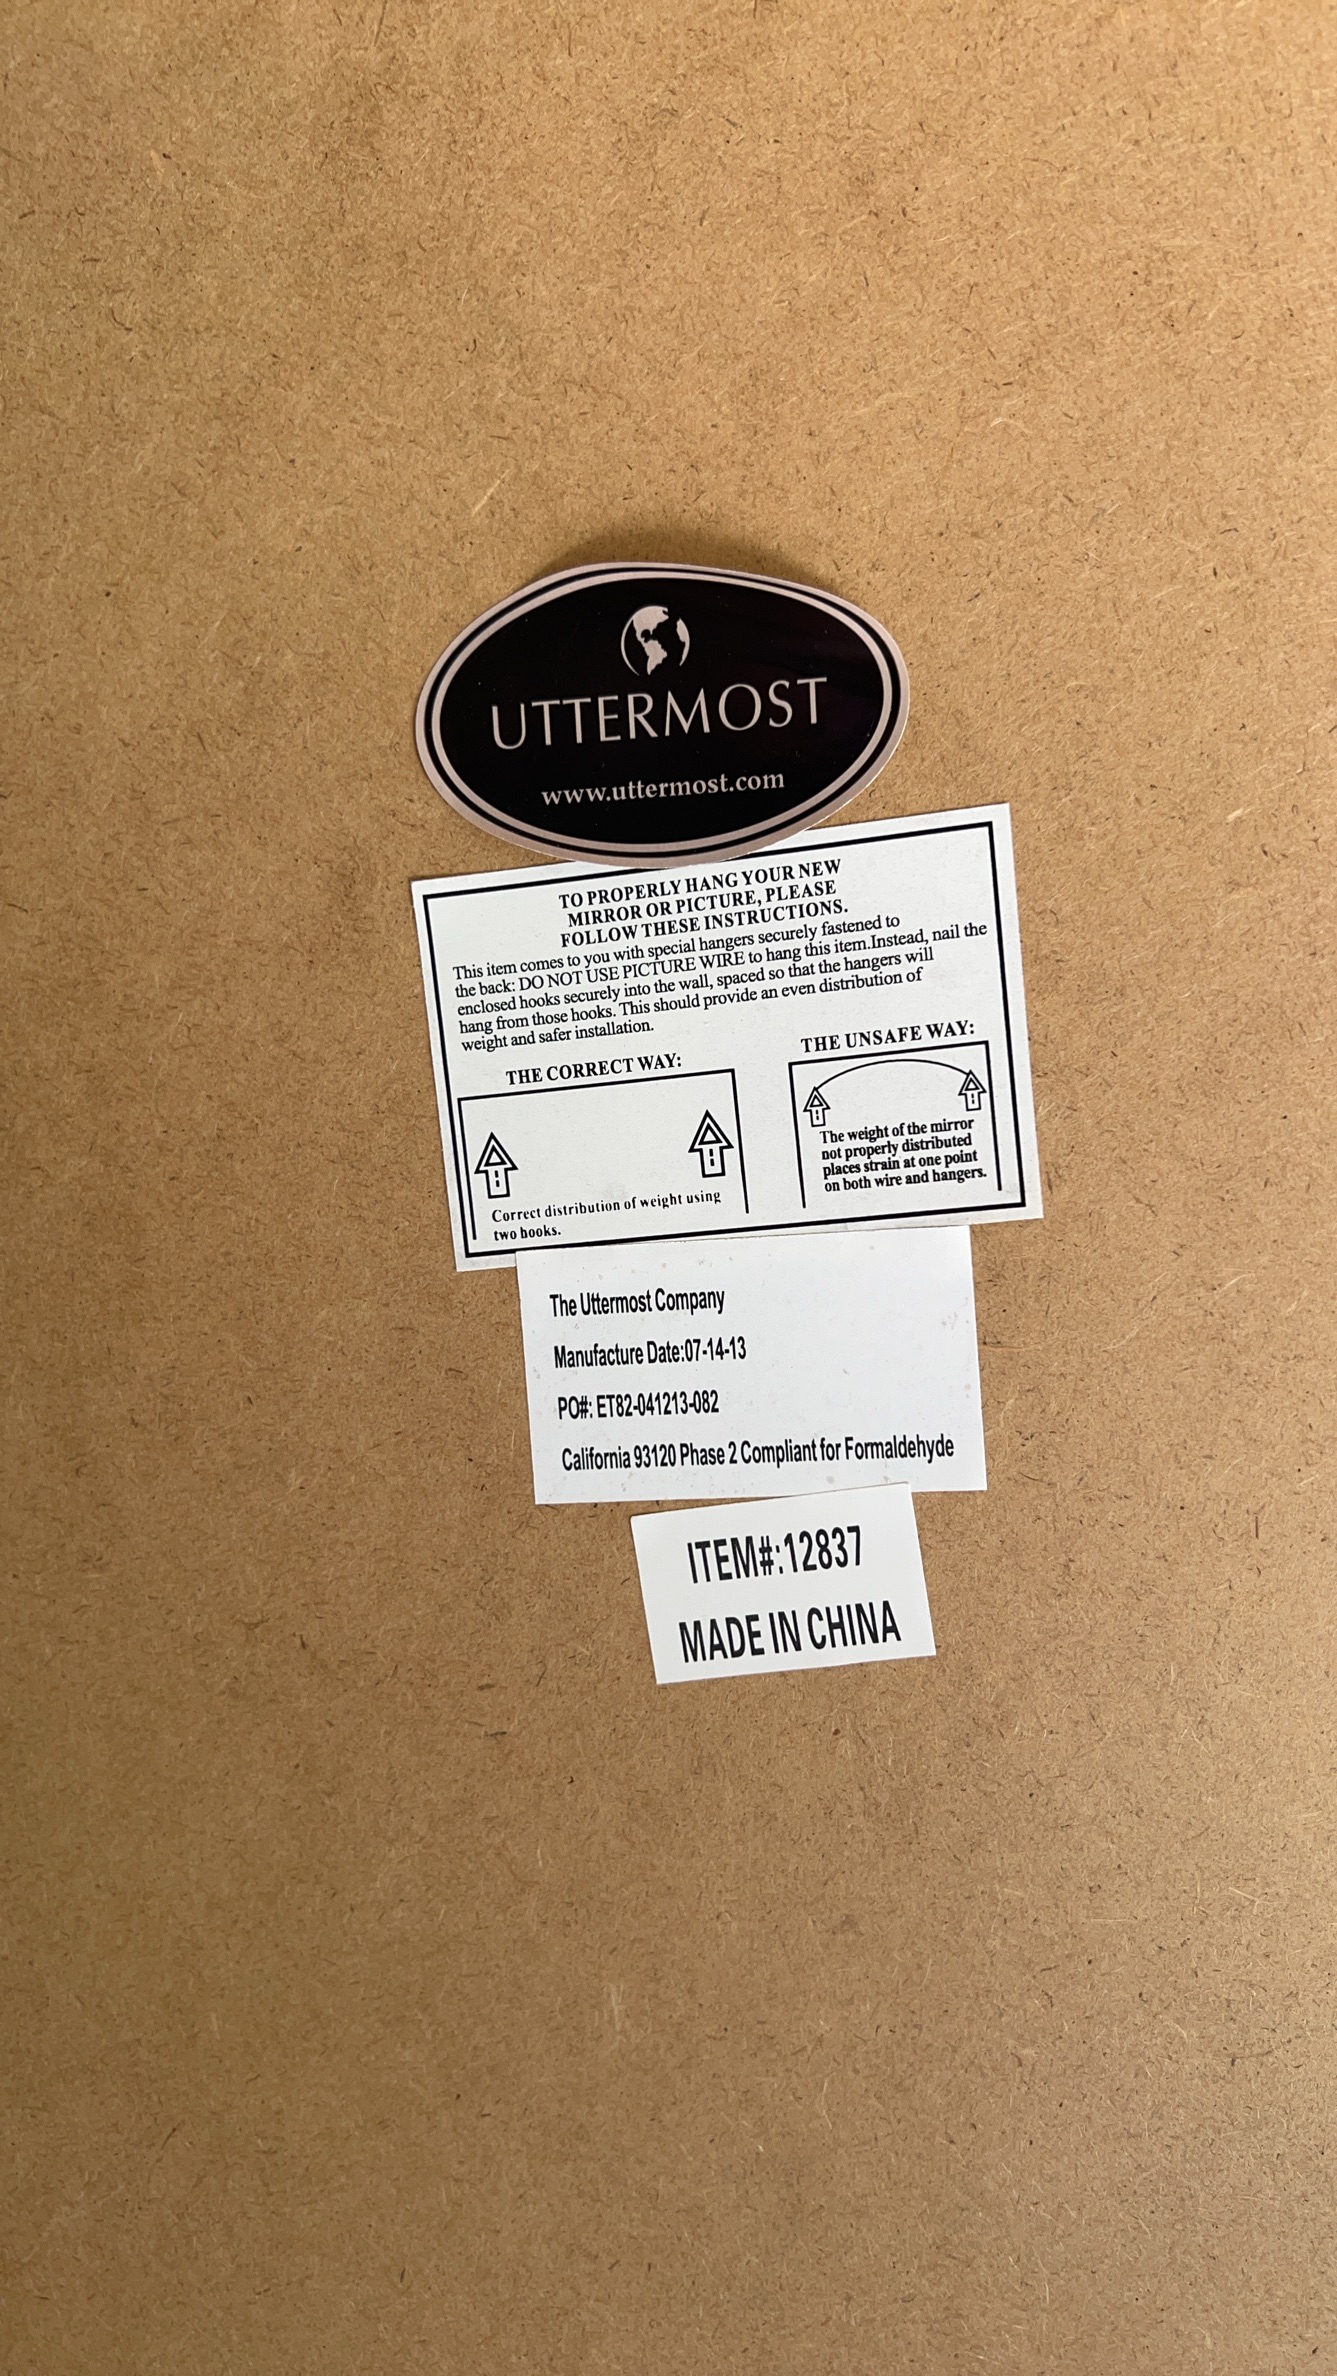 UTTERMOST
www.uttermost.com
TO PROPERLY HANG YOUR NEW
MIRROR OR PICTURE, PLEASE
FOLLOW THESE INSTRUCTIONS.
This item comes to you with special hangers securely fastened to
the back: DO NOT USE PICTURE WIRE to hang this item.Instead, nail the
enclosed hooks securely into the wall, spaced so that the hangers will
hang from those hooks. This should provide an even distribution of
weight and safer installation.
THE CORRECT WAY:
Correct distribution of weight using
two hooks.
THE UNSAFE WAY:
The weight of the mirror
not properly distributed
places strain at one point
on both wire and hangers.
The Uttermost Company
Manufacture Date:07-14-13
PO#: ET82-041213-082
California 93120 Phase 2 Compliant for Formaldehyde
ITEM#:12837
MADE IN CHINA